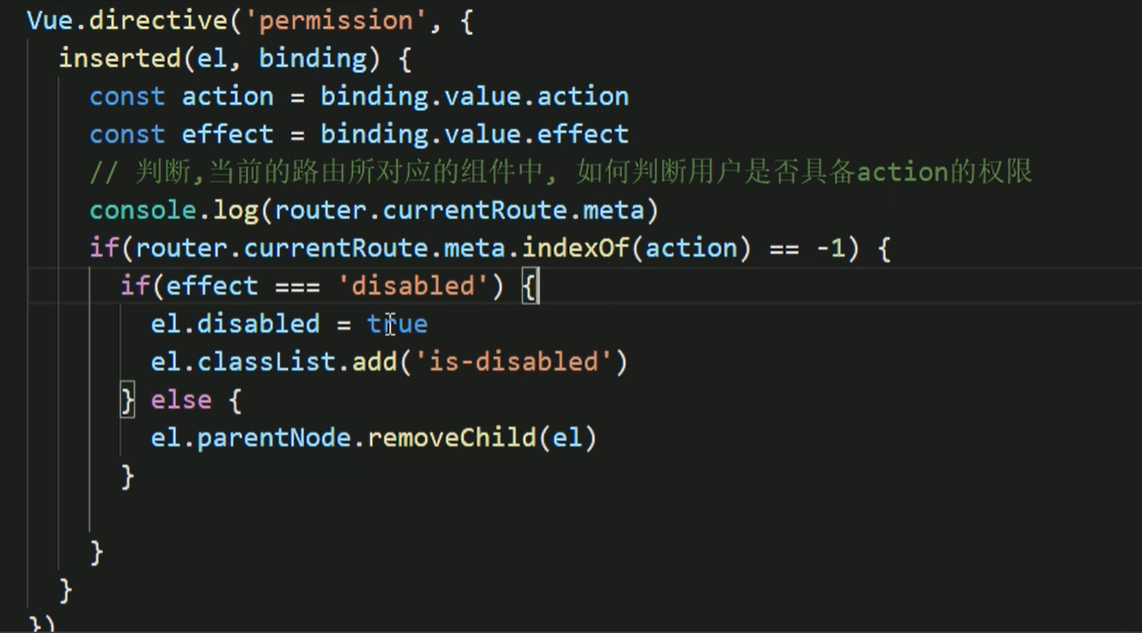 Vue.directive('permission', {
inserted(el, binding) {
const action = binding.value.action
const effect = binding.value.effect
// 判断,当前的路由所对应的组件中, 如何判断用户是否具备action的权限
console.log(router.currentRoute.meta)
if(router.currentRoute.meta.indexOf(action) == -1) {
if(effect === 'disabled') {
el.disabled = true
el.classList.add('is-disabled')
} else {
el.parentNode.removeChild(el)
}
}
}
})